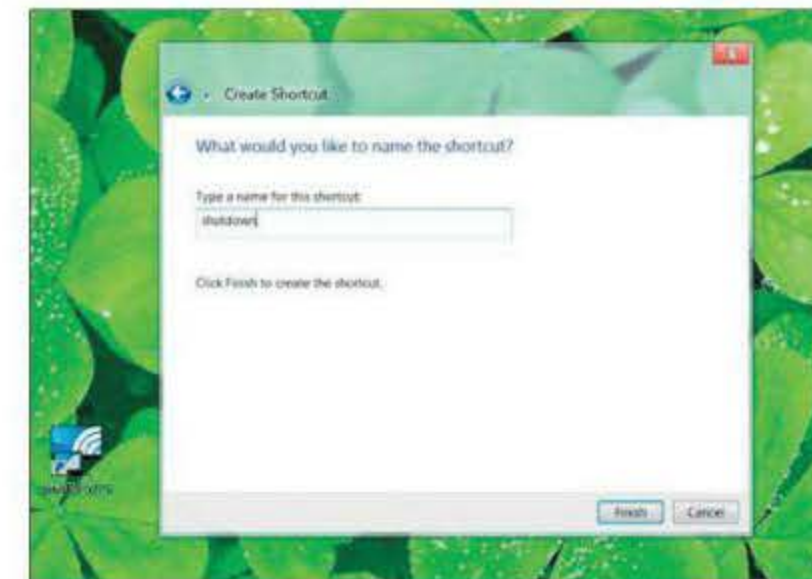 Create Shortcut
What would you like to name the shortcut?
Type a name for this shortcut:
shutdown
Click Finish to create the shortcut.
Finish Cancel